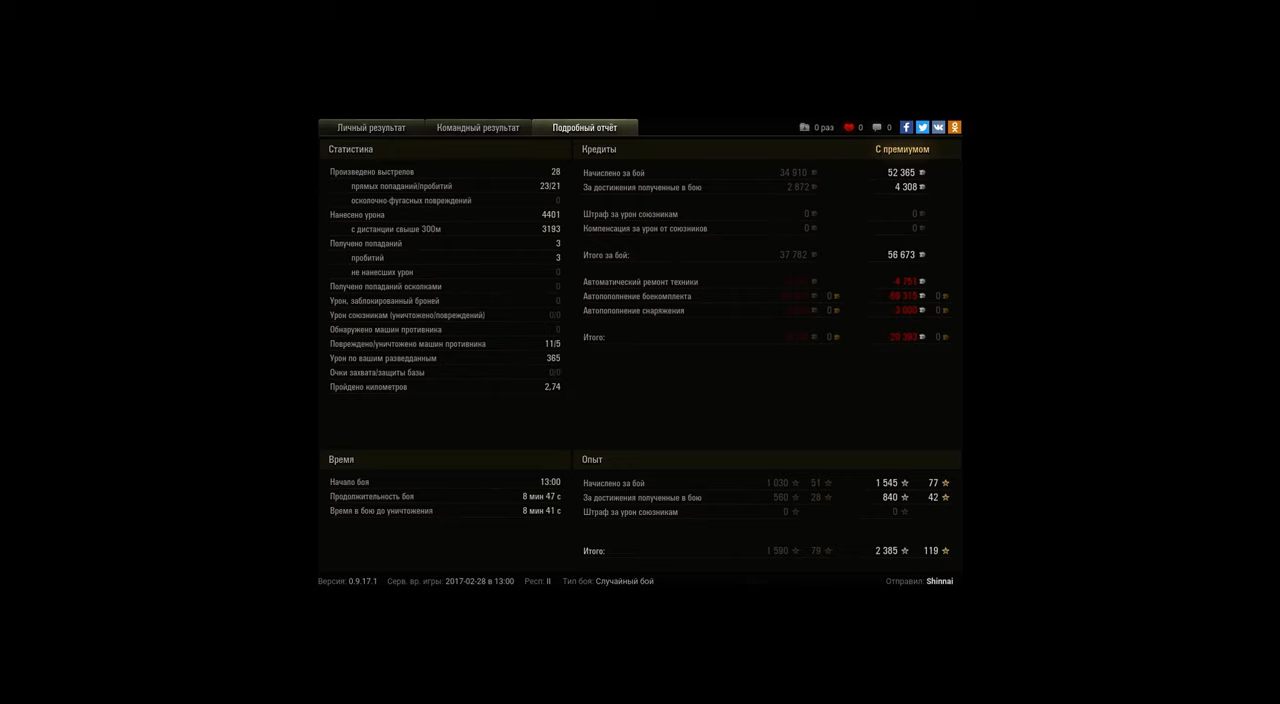 Личный результат Командный результат Подробный отчёт 0 раз 0 0
Статистика
Произведено выстрелов 28
прямых попаданий/пробитий 23/21
осколочно-фугасных повреждений 0
Нанесено урона 4401
с дистанции свыше 300м 3193
Получено попаданий 3
пробитий 3
не нанесших урон 0
Получено попаданий осколками 0
Урон, заблокированный броней 0
Урон союзникам (уничтожено/повреждений) 0/0
Обнаружено машин противника 0
Повреждено/уничтожено машин противника 11/5
Урон по вашим разведданным 365
Очки захвата/защиты базы 0/0
Пройдено километров 2,74
Кредиты С премиумом
Начислено за бой 34 910 52 365
За достижения полученные в бою 2 872 4 308
Штраф за урон союзникам 0 0
Компенсация за урон от союзников 0 0
Итого за бой: 37 782 56 673
Автоматический ремонт техники -4 751
Автопополнение боекомплекта 0 0
Автопополнение снаряжения 0 -3 000 0
Итого: 0 0
Время
Начало боя 13:00
Продолжительность боя 8 мин 47 с
Время в бою до уничтожения 8 мин 41 с
Опыт
Начислено за бой 1 030 51 1 545 77
За достижения полученные в бою 560 28 840 42
Штраф за урон союзникам 0 0
Итого: 1 590 79 2 385 119
Версия: 0.9.17.1 Серв. вр. игры: 2017-02-28 в 13:00 Респ: II Тип боя: Случайный бой Отправил: Shinnai